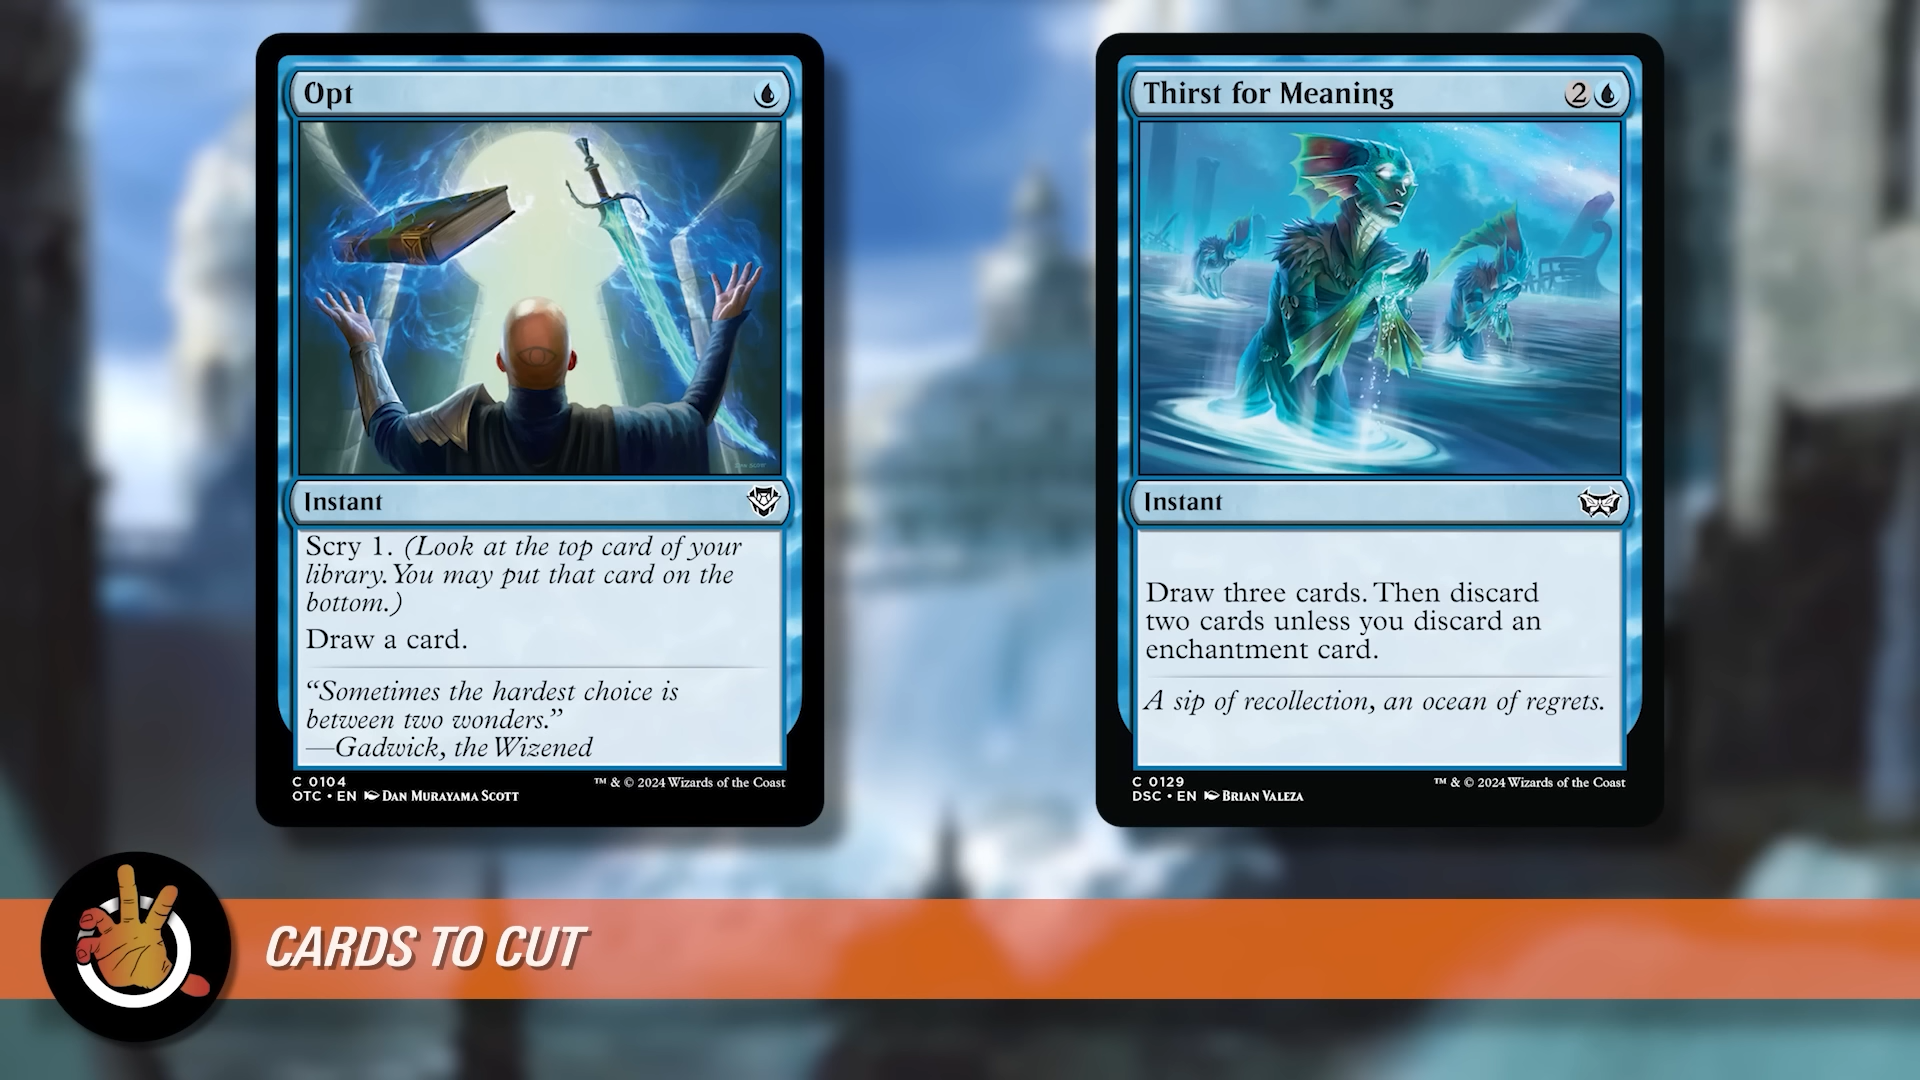 Opt
Instant
Scry 1. (Look at the top card of your
library. You may put that card on the
bottom.)
Draw a card.
“Sometimes the hardest choice is
between two wonders.”
—Gadwick, the Wizened
C 0104
™ & © 2024 Wizards of the Coast
OTC • EN DAN MURAYAMA SCOTT
Thirst for Meaning
2
Instant
Draw three cards. Then discard
two cards unless you discard an
enchantment card.
A sip of recollection, an ocean of regrets.
C 0129
™ & © 2024 Wizards of the Coast
DSC • EN BRIAN VALEZA
CARDS TO CUT